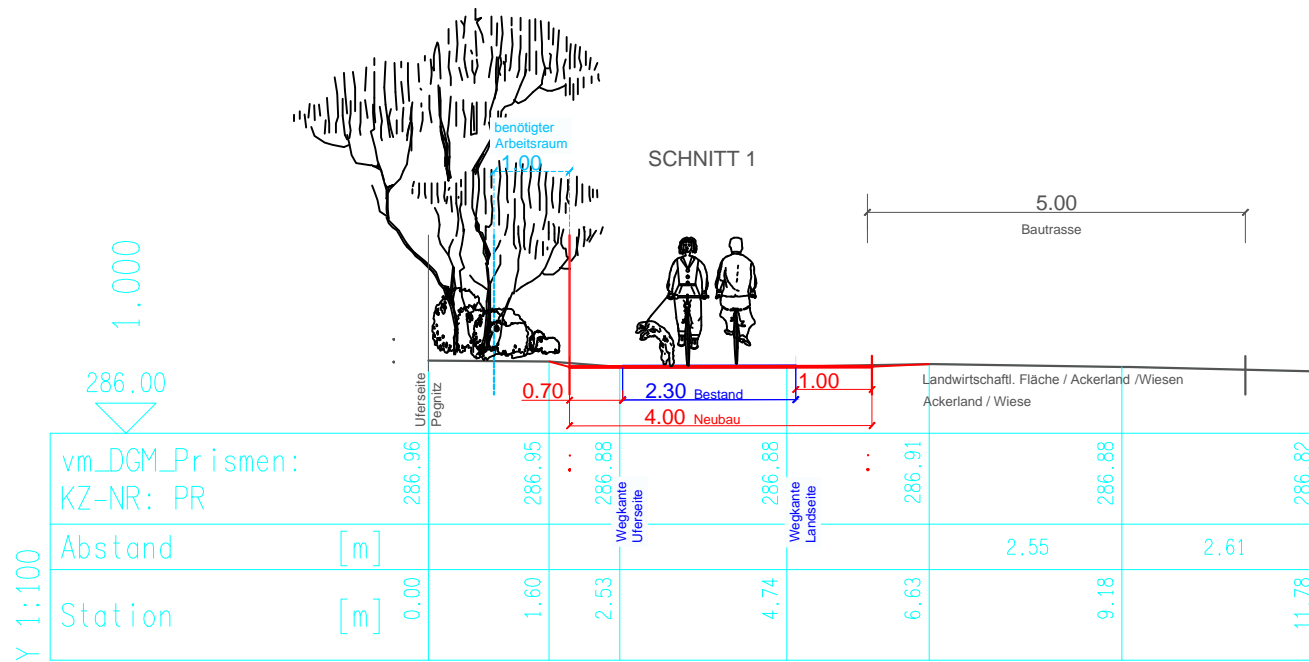 benötigter
Arbeitsraum
1.00
SCHNITT 1
5.00
Bautrasse
1.000
286.00
Uferseite
Pegnitz
0.70
2.30 Bestand
1.00
4.00 Neubau
Landwirtschaftl. Fläche / Ackerland /Wiesen
Ackerland / Wiese
vm_DGM_Prismen:
KZ-NR: PR
286.96
286.95
286.88
286.88
286.91
286.88
286.82
Wegkante
Uferseite
Wegkante
Landseite
Abstand [m]
2.55
2.61
Y 1:100
Station [m]
0.00
1.60
2.53
4.74
6.63
9.18
11.78